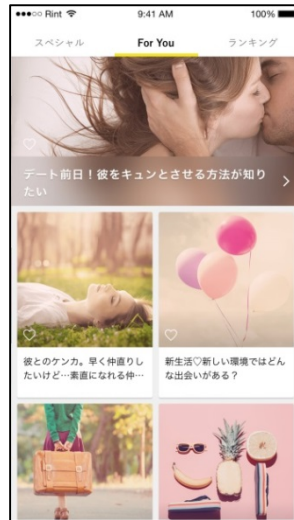 ●●●○○ Rint 9:41 AM 100%
スペシャル For You ランキング
デート前日！彼をキュンとさせる方法が知り
たい
彼とのケンカ。早く仲直りし
たいけど…素直になれる仲…
新生活♡新しい環境ではどん
な出会いがある？